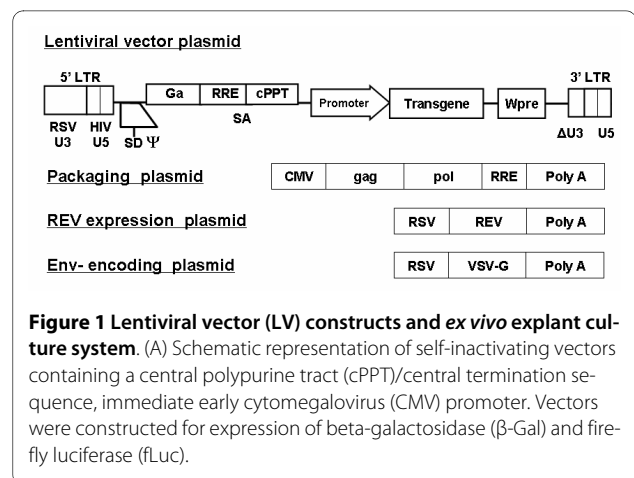 Lentiviral vector plasmid
5' LTR
3' LTR
Ga RRE cPPT
Promoter
Transgene
Wpre
SA
RSV HIV
U3 U5 SD Ψ
ΔU3 U5
Packaging plasmid
CMV gag pol RRE Poly A
REV expression plasmid
RSV REV Poly A
Env- encoding plasmid
RSV VSV-G Poly A
Figure 1 Lentiviral vector (LV) constructs and ex vivo explant cul-
ture system. (A) Schematic representation of self-inactivating vectors
containing a central polypurine tract (cPPT)/central termination se-
quence, immediate early cytomegalovirus (CMV) promoter. Vectors
were constructed for expression of beta-galactosidase (β-Gal) and fire-
fly luciferase (fLuc).